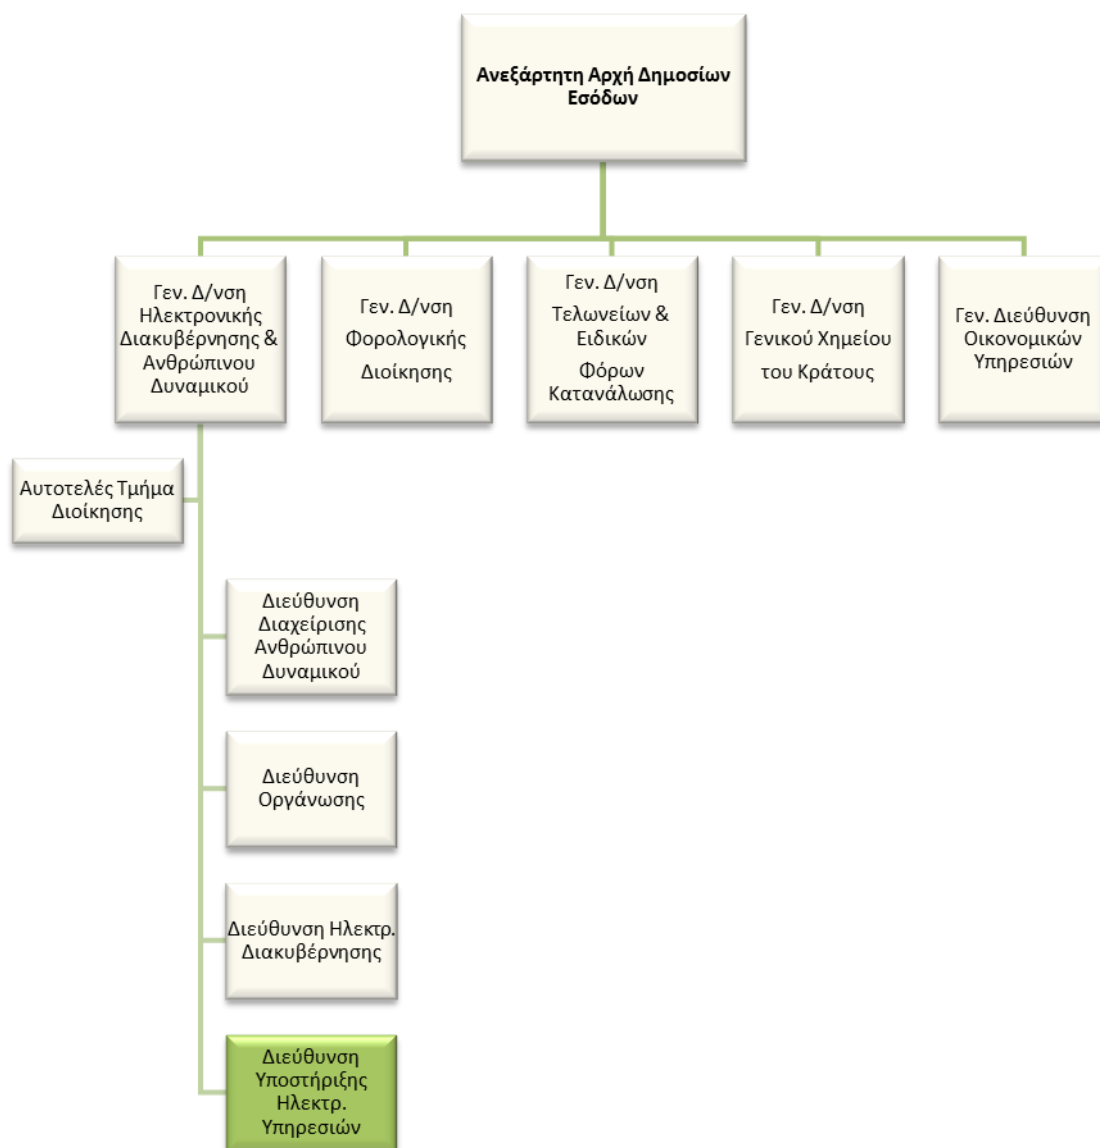 Ανεξάρτητη Αρχή Δημοσίων
Εσόδων
Γεν. Δ/νση
Ηλεκτρονικής
Διακυβέρνησης &
Ανθρώπινου
Δυναμικού
Γεν. Δ/νση
Φορολογικής
Διοίκησης
Γεν. Δ/νση
Τελωνείων &
Ειδικών
Φόρων
Κατανάλωσης
Γεν. Δ/νση
Γενικού Χημείου
του Κράτους
Γεν. Διεύθυνση
Οικονομικών
Υπηρεσιών
Αυτοτελές Τμήμα
Διοίκησης
Διεύθυνση
Διαχείρισης
Ανθρώπινου
Δυναμικού
Διεύθυνση
Οργάνωσης
Διεύθυνση Ηλεκτρ.
Διακυβέρνησης
Διεύθυνση
Υποστήριξης
Ηλεκτρ.
Υπηρεσιών